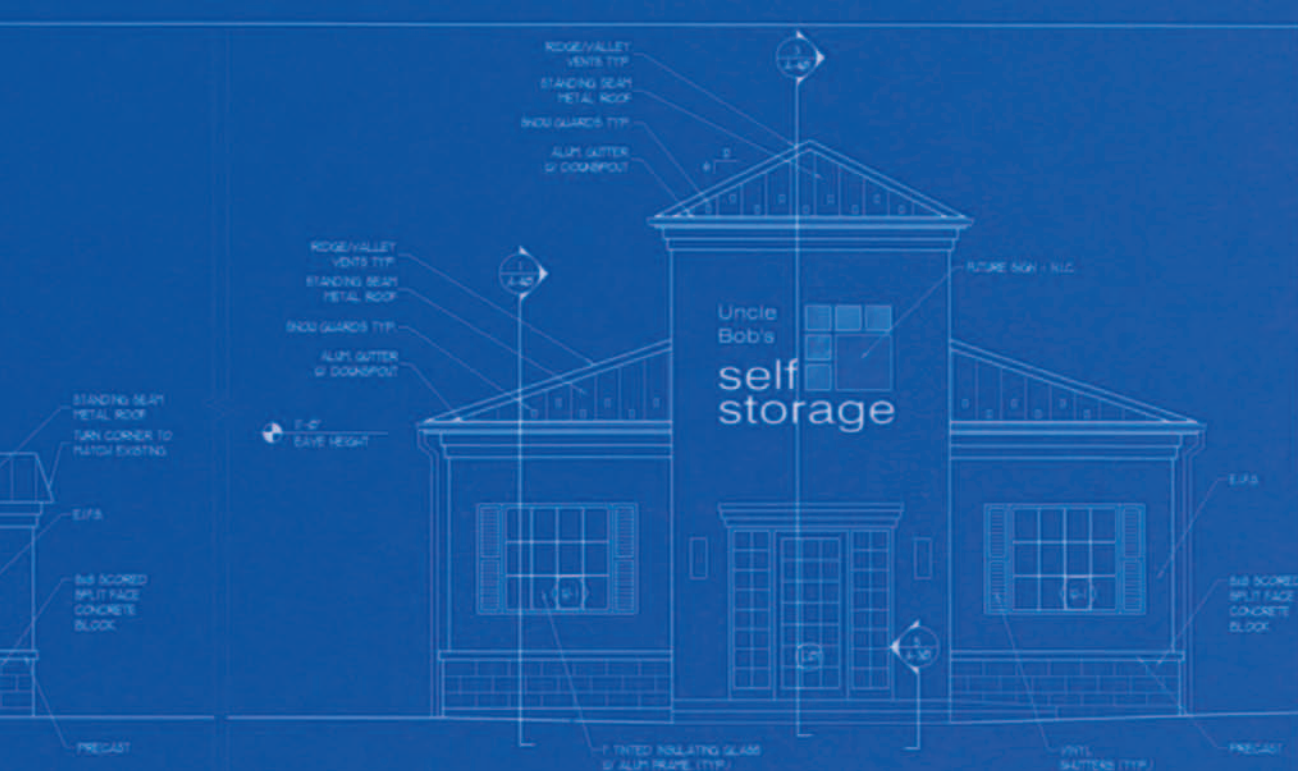 RIDGE/VALLEY
VENTS TYP.
STANDING SEAM
METAL ROOF
SNOW GUARDS TYP.
ALUM. GUTTER
W/ DOWNSPOUT
RIDGE/VALLEY
VENTS TYP.
STANDING SEAM
METAL ROOF
SNOW GUARDS TYP.
ALUM. GUTTER
W/ DOWNSPOUT
FUTURE SIGN - N.I.C.
Uncle
Bob's
self
storage
STANDING SEAM
METAL ROOF
TURN CORNER TO
MATCH EXISTING
EAVE HEIGHT
E.I.F.S.
E.I.F.S.
8x8 SCORED
SPLIT FACE
CONCRETE
BLOCK
8x8 SCORED
SPLIT FACE
CONCRETE
BLOCK
PRECAST
1" TINTED INSULATING GLASS
W/ ALUM FRAME (TYP.)
VINYL
SHUTTERS (TYP.)
PRECAST